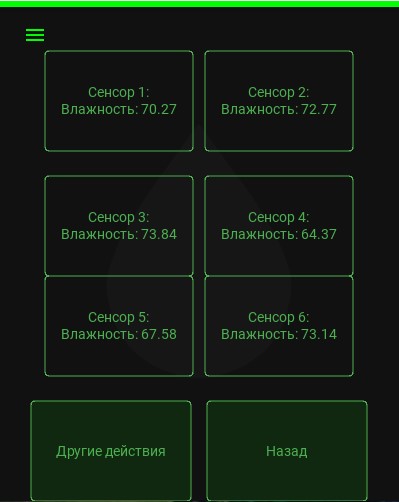 Сенсор 1:
Влажность: 70.27
Сенсор 2:
Влажность: 72.77
Сенсор 3:
Влажность: 73.84
Сенсор 4:
Влажность: 64.37
Сенсор 5:
Влажность: 67.58
Сенсор 6:
Влажность: 73.14
Другие действия
Назад